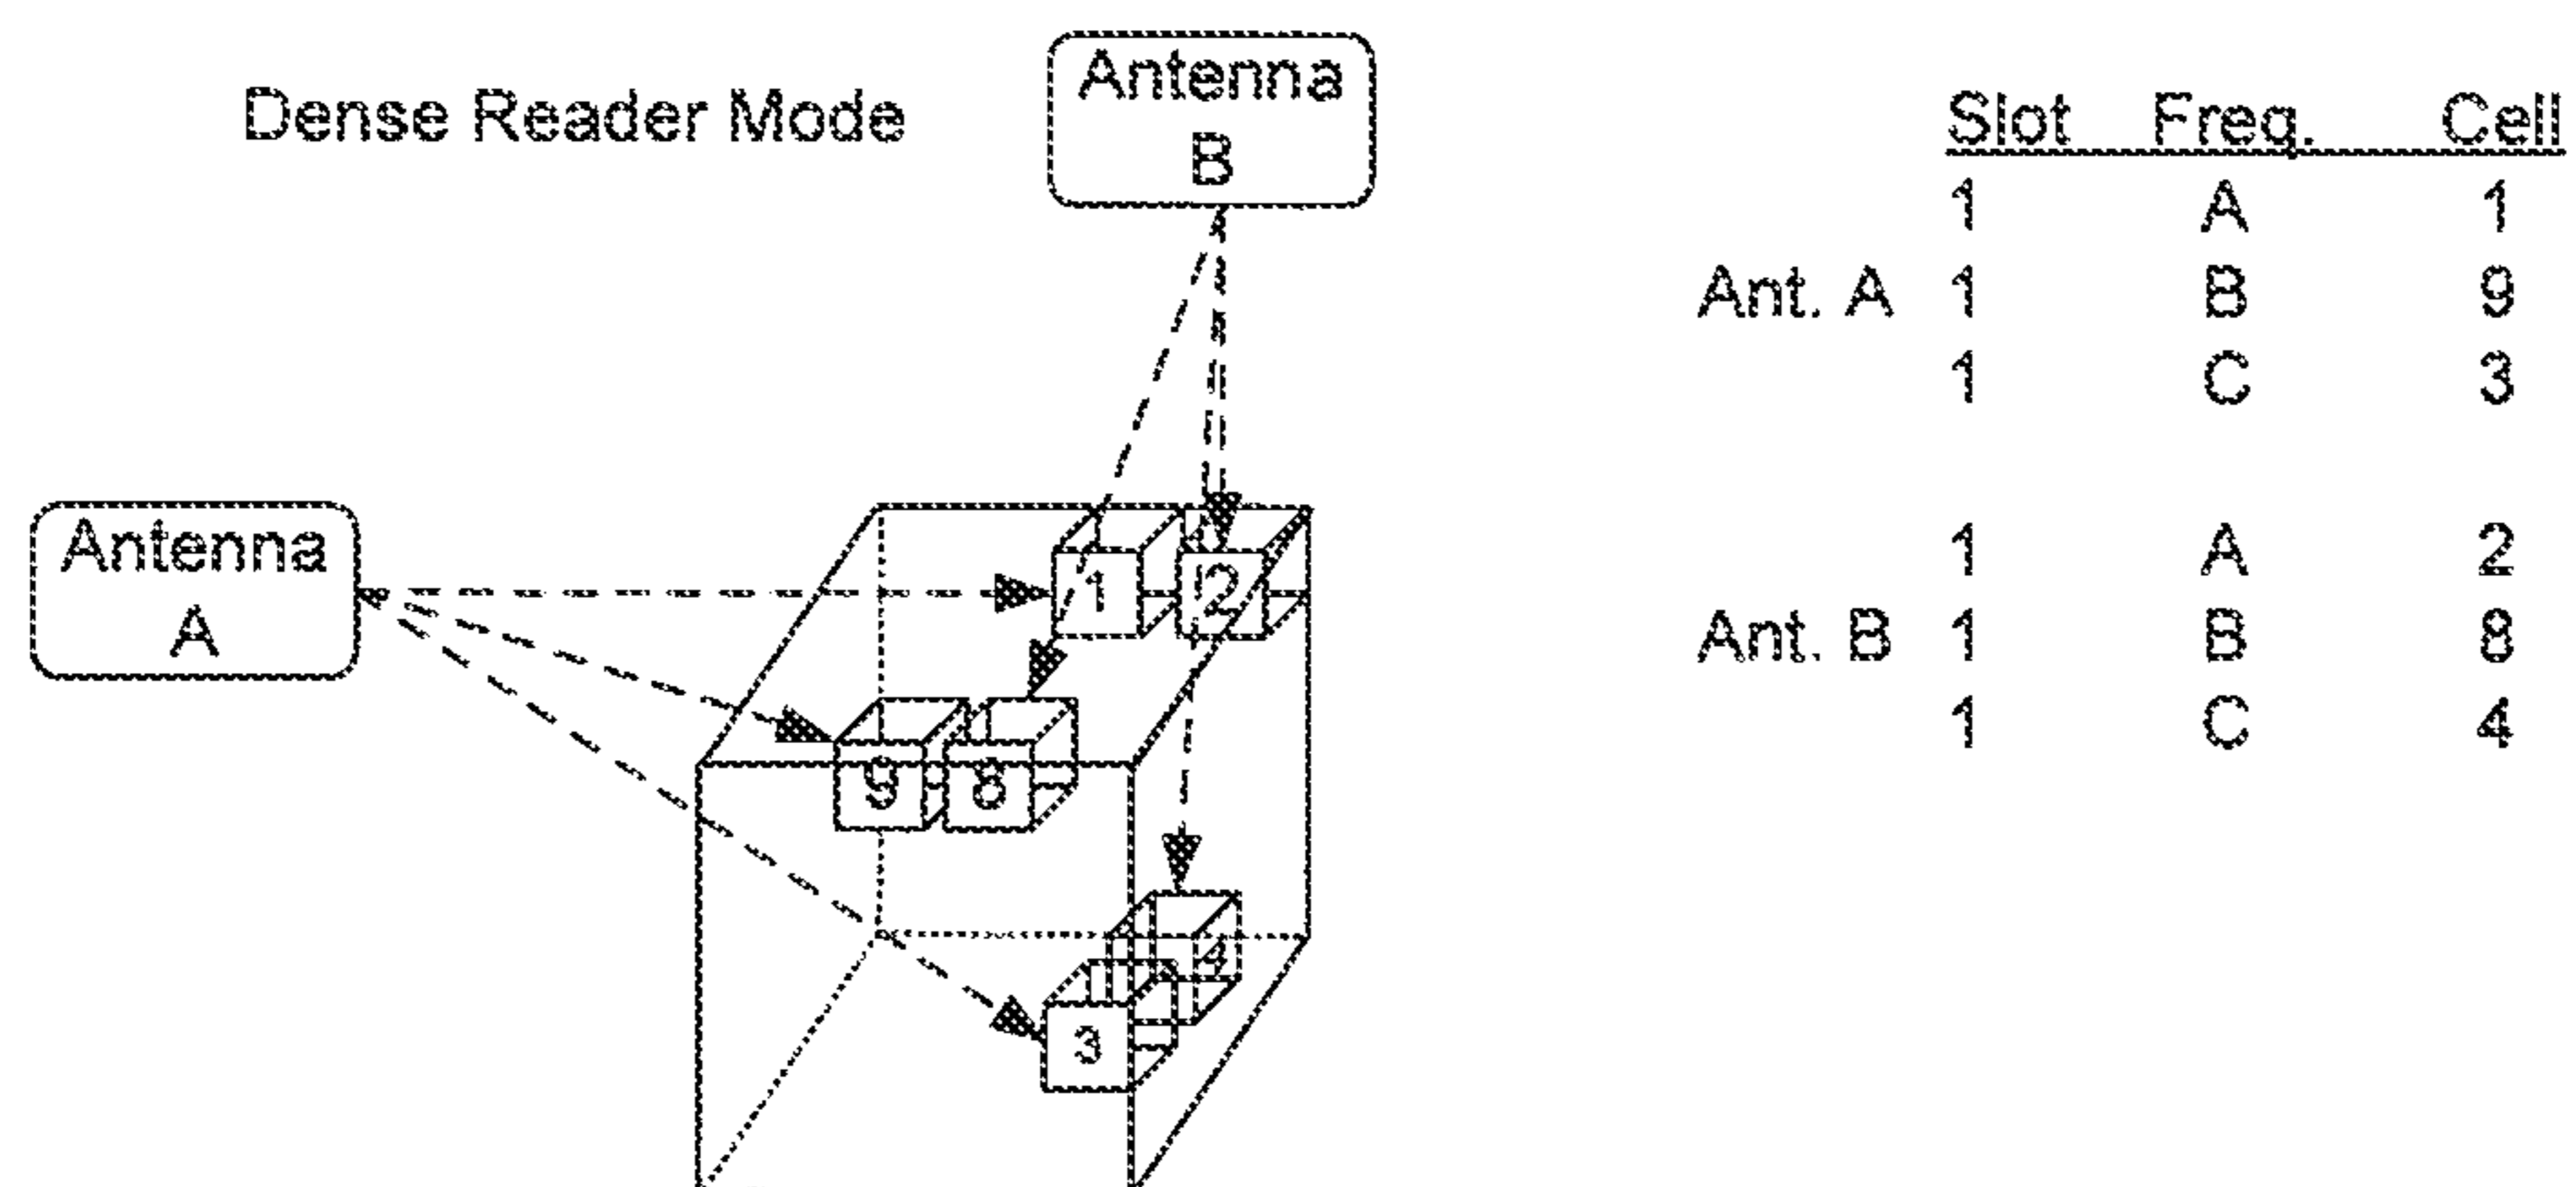 Dense Reader Mode
Antenna
B
Antenna
A
1
2
9
8
4
3
Slot Freq. Cell
1 A 1
Ant. A 1 B 9
1 C 3
1 A 2
Ant. B 1 B 8
1 C 4